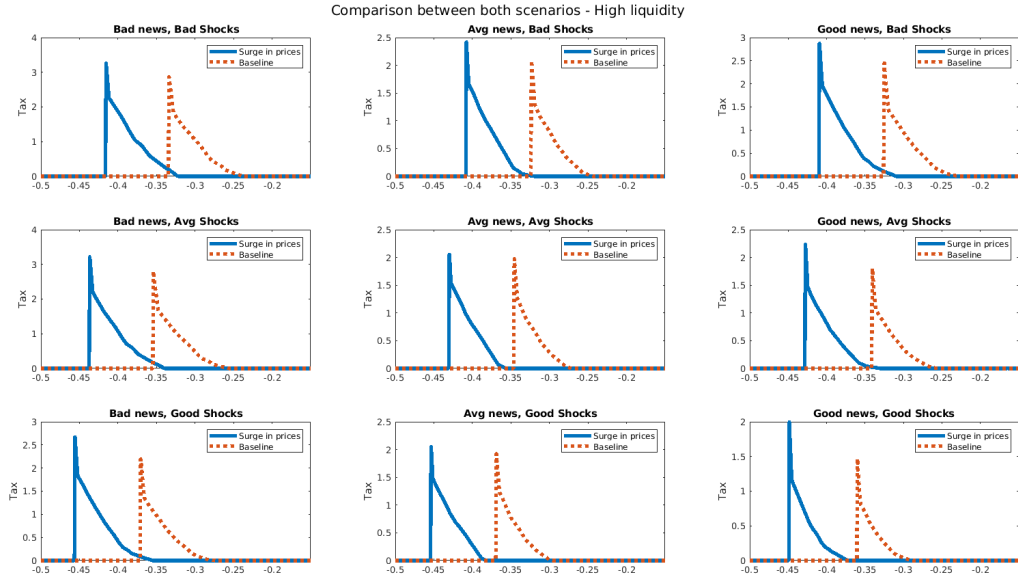 Comparison between both scenarios - High liquidity
Bad news, Bad Shocks
Tax
4
3
2
1
0
-0.5 -0.45 -0.4 -0.35 -0.3 -0.25 -0.2
Surge in prices
Baseline
Avg news, Bad Shocks
2.5
2
1.5
1
0.5
0
-0.5 -0.45 -0.4 -0.35 -0.3 -0.25 -0.2
Surge in prices
Baseline
Good news, Bad Shocks
Tax
3
2.5
2
1.5
1
0.5
0
-0.5 -0.45 -0.4 -0.35 -0.3 -0.25 -0.2
Surge in prices
Baseline
Bad news, Avg Shocks
Tax
4
3
2
1
0
-0.5 -0.45 -0.4 -0.35 -0.3 -0.25 -0.2
Surge in prices
Baseline
Avg news, Avg Shocks
Tax
2.5
2
1.5
1
0.5
0
-0.5 -0.45 -0.4 -0.35 -0.3 -0.25 -0.2
Surge in prices
Baseline
Good news, Avg Shocks
Tax
2.5
2
1.5
1
0.5
0
-0.5 -0.45 -0.4 -0.35 -0.3 -0.25 -0.2
Surge in prices
Baseline
Bad news, Good Shocks
Tax
3
2.5
2
1.5
1
0.5
0
-0.5 -0.45 -0.4 -0.35 -0.3 -0.25 -0.2
Surge in prices
Baseline
Avg news, Good Shocks
Tax
2.5
2
1.5
1
0.5
0
-0.5 -0.45 -0.4 -0.35 -0.3 -0.25 -0.2
Surge in prices
Baseline
Good news, Good Shocks
Tax
2
1.5
1
0.5
0
-0.5 -0.45 -0.4 -0.35 -0.3 -0.25 -0.2
Surge in prices
Baseline